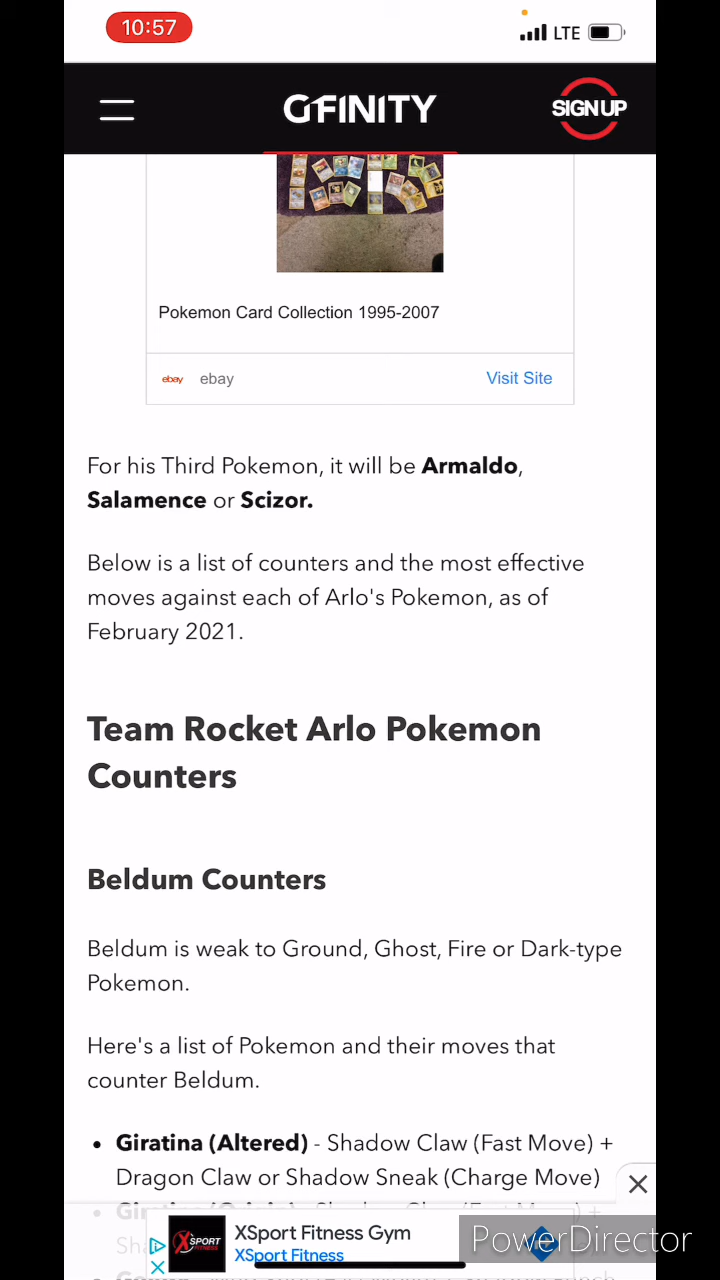 10:57
LTE
GFINITY
SIGN UP
Pokemon Card Collection 1995-2007
ebay ebay Visit Site
For his Third Pokemon, it will be Armaldo,
Salamence or Scizor.
Below is a list of counters and the most effective
moves against each of Arlo's Pokemon, as of
February 2021.
Team Rocket Arlo Pokemon
Counters
Beldum Counters
Beldum is weak to Ground, Ghost, Fire or Dark-type
Pokemon.
Here's a list of Pokemon and their moves that
counter Beldum.
• Giratina (Altered) - Shadow Claw (Fast Move) +
Dragon Claw or Shadow Sneak (Charge Move)
XSPORT FITNESS
XSport Fitness Gym
XSport Fitness
PowerDirector